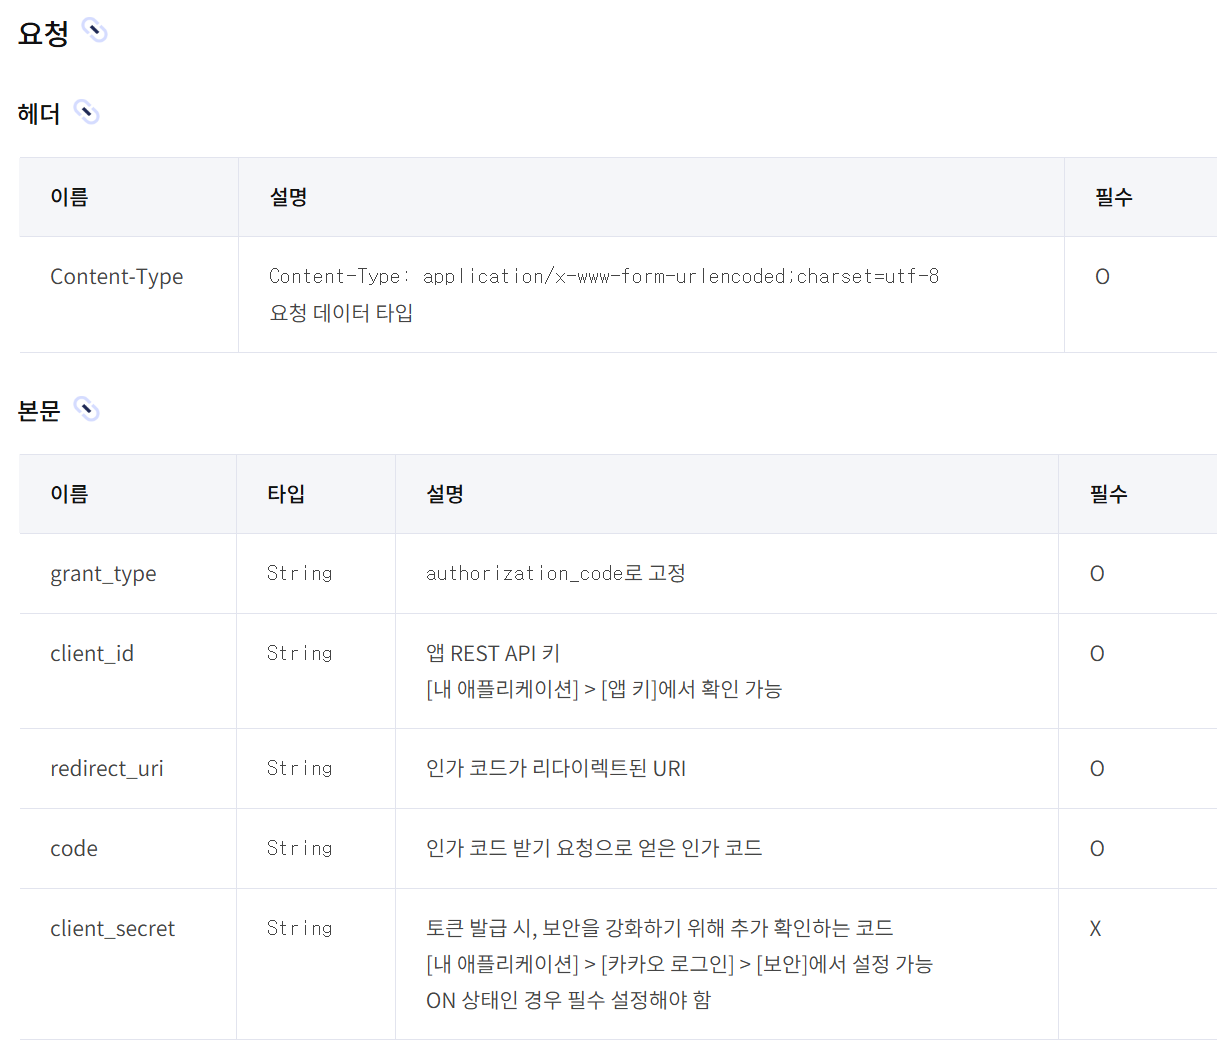 요청
헤더
이름 설명 필수
Content-Type Content-Type: application/x-www-form-urlencoded;charset=utf-8 O
요청 데이터 타입
본문
이름 타입 설명 필수
grant_type String authorization_code로 고정 O
client_id String 앱 REST API 키 O
[내 애플리케이션] > [앱 키]에서 확인 가능
redirect_uri String 인가 코드가 리다이렉트된 URI O
code String 인가 코드 받기 요청으로 얻은 인가 코드 O
client_secret String 토큰 발급 시, 보안을 강화하기 위해 추가 확인하는 코드 X
[내 애플리케이션] > [카카오 로그인] > [보안]에서 설정 가능
ON 상태인 경우 필수 설정해야 함